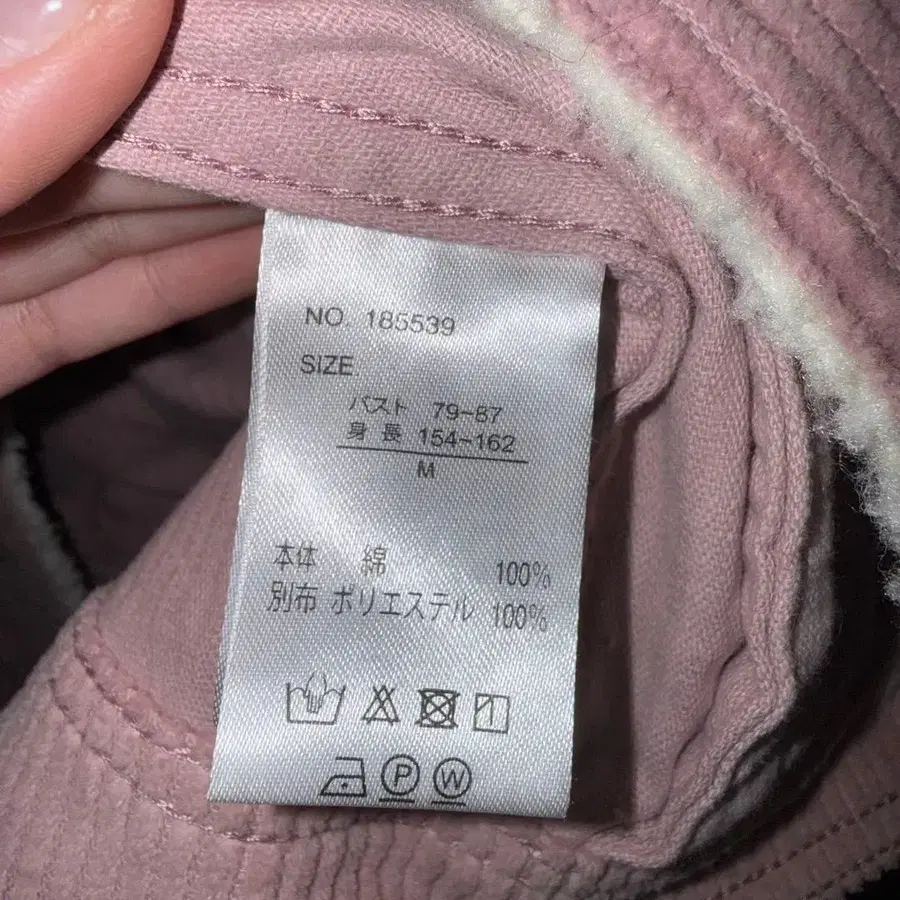 NO. 185539
SIZE
バスト 79-87
身長 154-162
M
本体 綿 100%
別布 ポリエステル 100%
P W